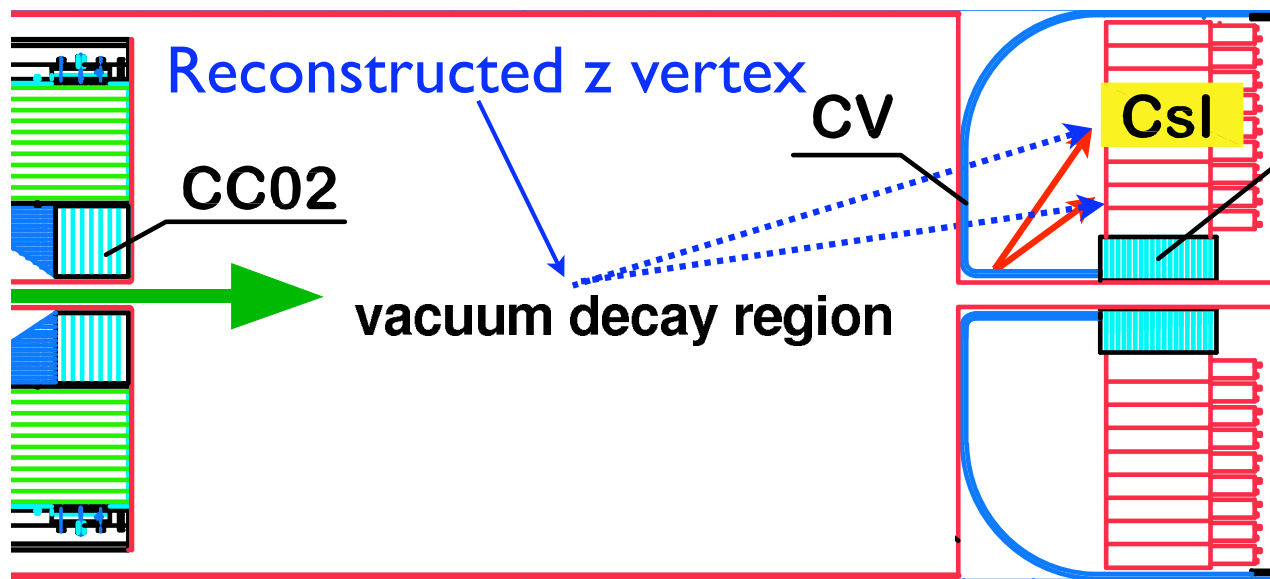 Reconstructed z vertex
CV
CsI
CC02
vacuum decay region